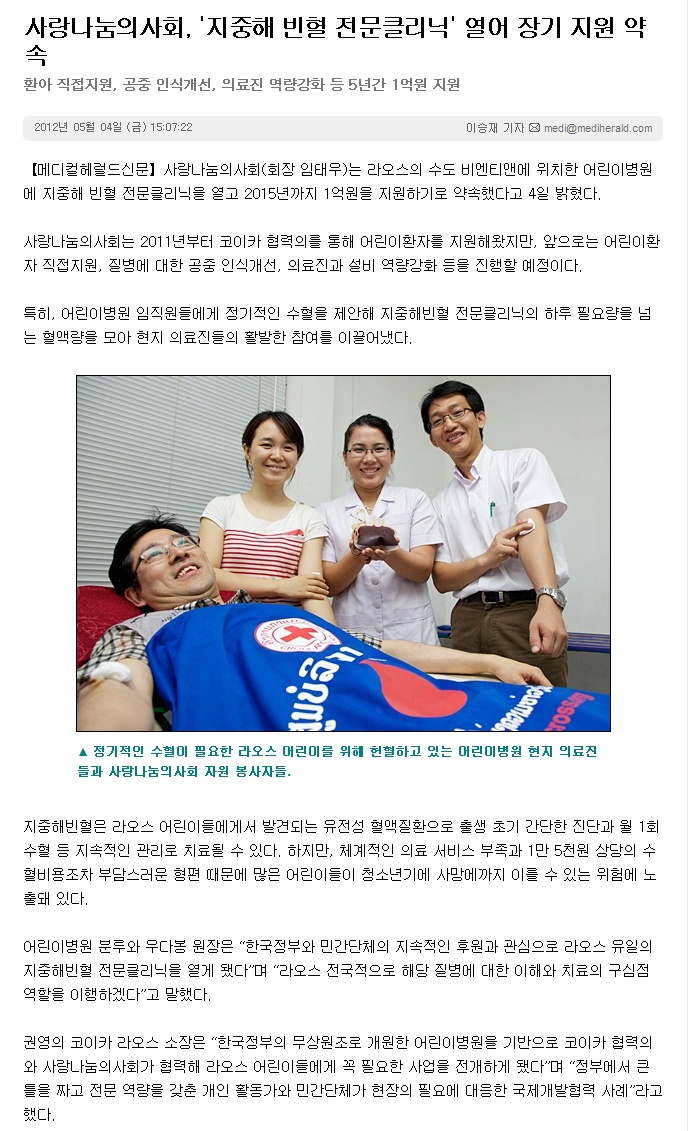 사랑나눔의사회, '지중해 빈혈 전문클리닉' 열어 장기 지원 약
속
환아 직접지원, 공중 인식개선, 의료진 역량강화 등 5년간 1억원 지원
2012년 05월 04일 (금) 15:07:22 이승재 기자 medi@mediherald.com
【메디컬헤럴드신문】사랑나눔의사회(회장 임태우)는 라오스의 수도 비엔티앤에 위치한 어린이병원
에 지중해 빈혈 전문클리닉을 열고 2015년까지 1억원을 지원하기로 약속했다고 4일 밝혔다.
사랑나눔의사회는 2011년부터 코이카 협력의를 통해 어린이환자를 지원해왔지만, 앞으로는 어린이환
자 직접지원, 질병에 대한 공중 인식개선, 의료진과 설비 역량강화 등을 진행할 예정이다.
특히, 어린이병원 임직원들에게 정기적인 수혈을 제안해 지중해빈혈 전문클리닉의 하루 필요량을 넘
는 혈액량을 모아 현지 의료진들의 활발한 참여를 이끌어냈다.
▲ 정기적인 수혈이 필요한 라오스 어린이를 위해 헌혈하고 있는 어린이병원 현지 의료진
들과 사랑나눔의사회 자원 봉사자들.
지중해빈혈은 라오스 어린이들에게서 발견되는 유전성 혈액질환으로 출생 초기 간단한 진단과 월 1회
수혈 등 지속적인 관리로 치료될 수 있다. 하지만, 체계적인 의료 서비스 부족과 1만 5천원 상당의 수
혈비용조차 부담스러운 형편 때문에 많은 어린이들이 청소년기에 사망에까지 이를 수 있는 위험에 노
출돼 있다.
어린이병원 분투와 우다봉 원장은 “한국정부와 민간단체의 지속적인 후원과 관심으로 라오스 유일의
지중해빈혈 전문클리닉을 열게 됐다”며 “라오스 전국적으로 해당 질병에 대한 이해와 치료의 구심점
역할을 이행하겠다”고 말했다.
권영의 코이카 라오스 소장은 “한국정부의 무상원조로 개원한 어린이병원을 기반으로 코이카 협력의
와 사랑나눔의사회가 협력해 라오스 어린이들에게 꼭 필요한 사업을 전개하게 됐다”며 “정부에서 큰
틀을 짜고 전문 역량을 갖춘 개인 활동가와 민간단체가 현장의 필요에 대응한 국제개발협력 사례”라고
했다.